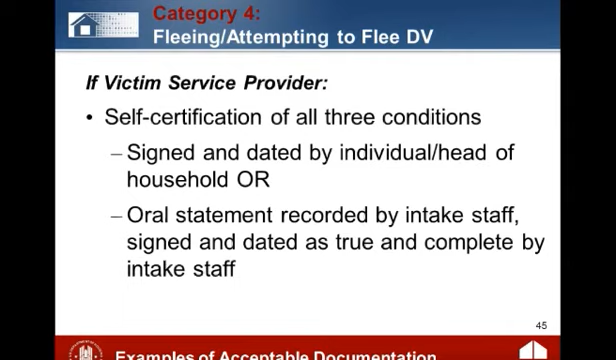 Category 4:
Fleeing/Attempting to Flee DV
If Victim Service Provider:
• Self-certification of all three conditions
– Signed and dated by individual/head of
household OR
– Oral statement recorded by intake staff,
signed and dated as true and complete by
intake staff
45
Examples of Acceptable Documentation